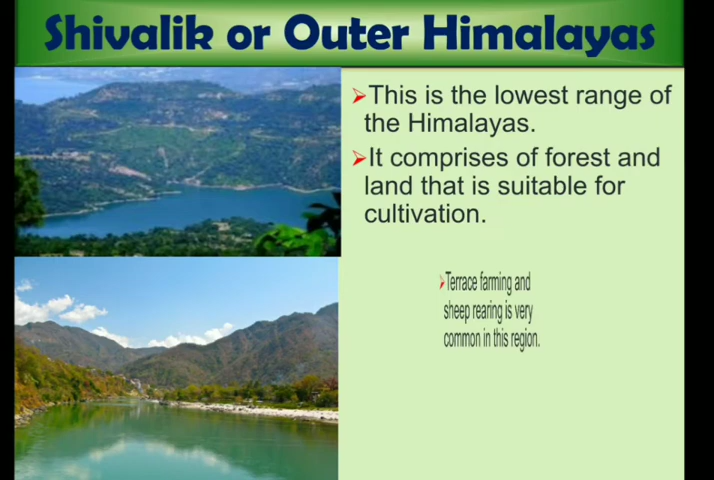 Shivalik or Outer Himalayas
➢This is the lowest range of
the Himalayas.
➢It comprises of forest and
land that is suitable for
cultivation.
➢Terrace farming and
sheep rearing is very
common in this region.